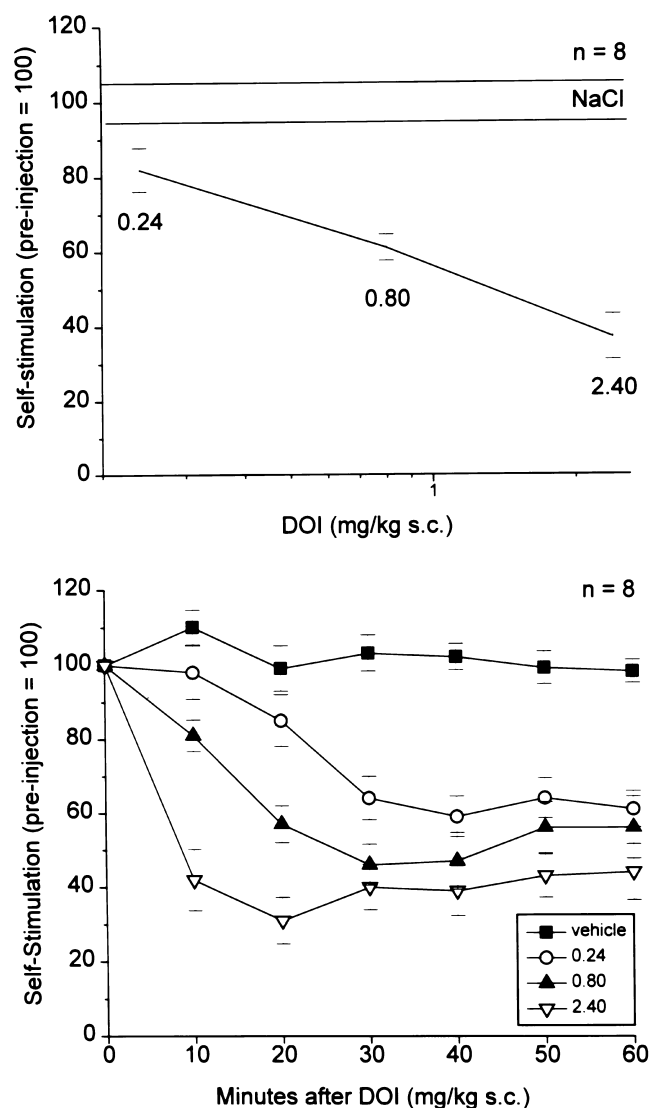 120
n = 8
100
NaCl
80
0.24
60
0.80
40
2.40
20
0
1
Self-stimulation (pre-injection = 100)
DOI (mg/kg s.c.)
120
n = 8
100
80
60
40
20
0
vehicle
0.24
0.80
2.40
0 10 20 30 40 50 60
Self-Stimulation (pre-injection = 100)
Minutes after DOI (mg/kg s.c.)